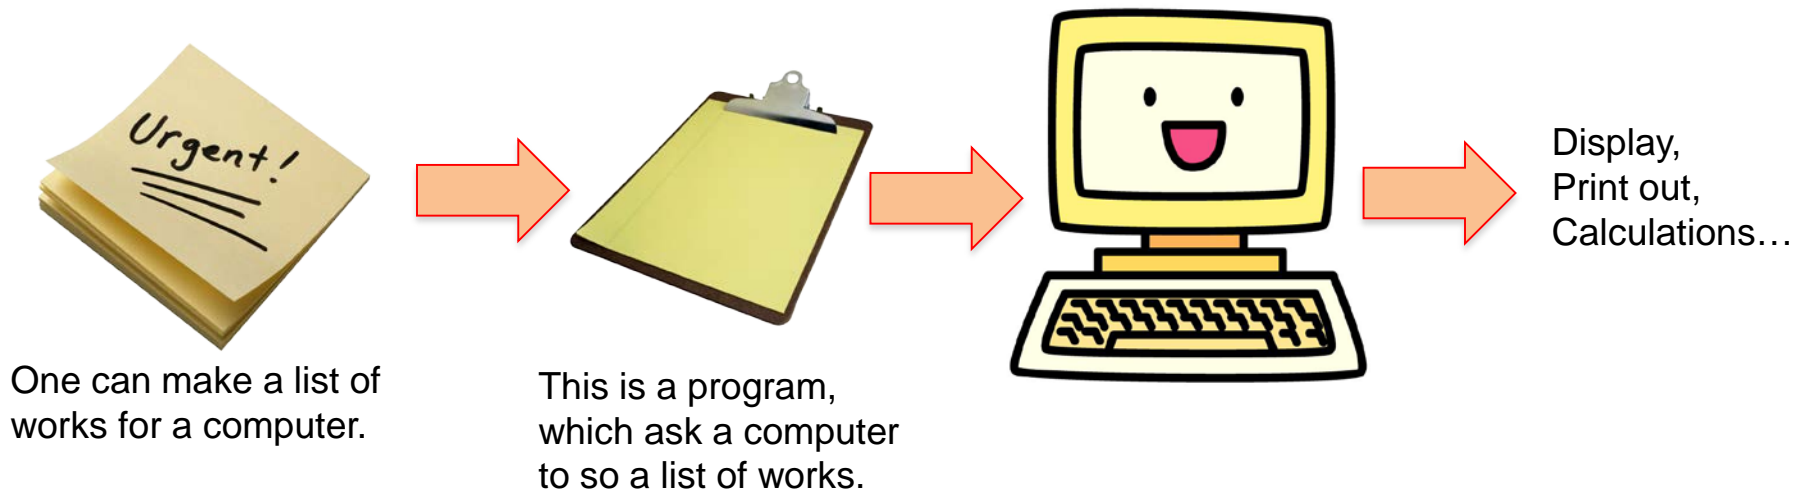 Urgent!
One can make a list of
works for a computer.
This is a program,
which ask a computer
to so a list of works.
Display,
Print out,
Calculations…